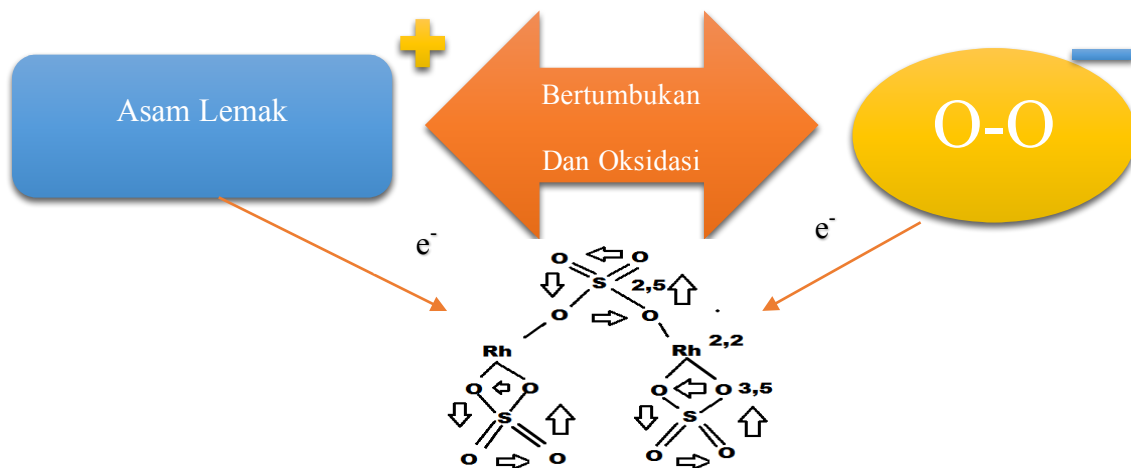 Asam Lemak
Bertumbukan
Dan Oksidasi
O-O
e-
e-
O O
S 2,5
O O
Rh Rh 2,2
O O O O 3,5
S S
O O O O